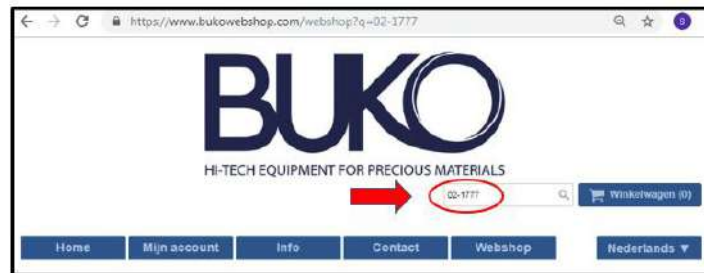 https://www.bukowebshop.com/webshop?q=02-1777
S
BUKO
HI-TECH EQUIPMENT FOR PRECIOUS MATERIALS
02-1777
Winkelwagen (0)
Home Mijn account Info Contact Webshop Nederlands ▼